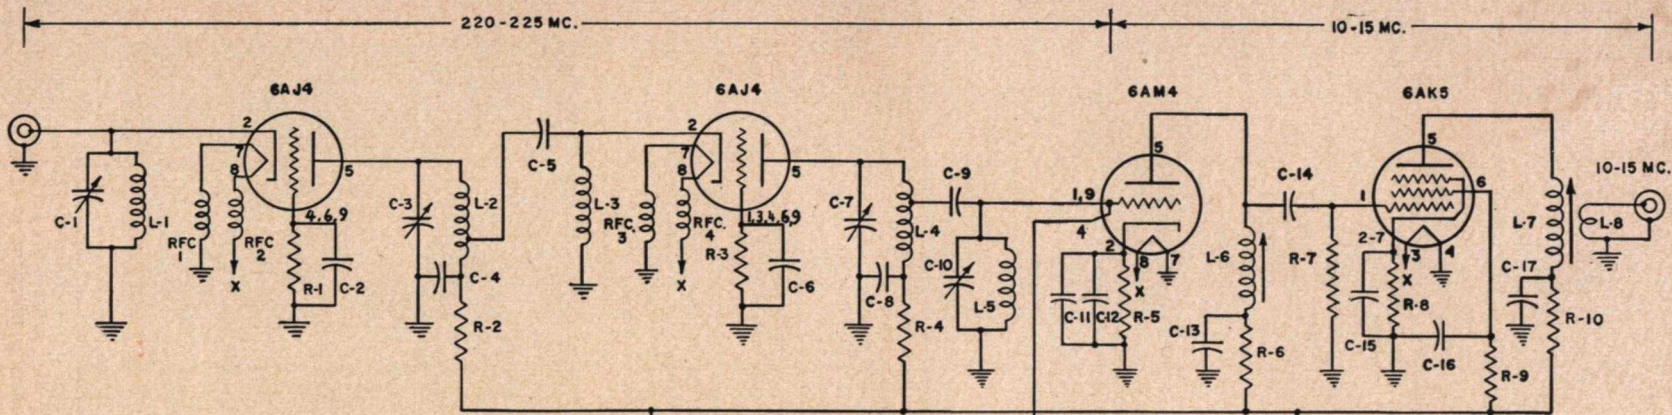 220-225 MC.
10-15 MC.
6AJ4
6AJ4
6AM4
6AK5
10-15 MC.
2
7
8
5
4.6,9
C-1
L-1
RFC 1
RFC 2
X
R-1
C-2
C-3
L-2
C-4
R-2
C-5
L-3
RFC. 3
2
7
8
5
1,3,4,6,9
RFC. 4
X
R-3
C-6
C-7
L-4
C-8
R-4
C-9
C-10
L-5
1,9
4
5
2
8
7
X
C-11
C-12
R-5
L-6
C-13
R-6
C-14
R-7
1
5
6
2-7
3
4
X
R-8
C-15
C-16
R-9
L-7
L-8
C-17
R-10